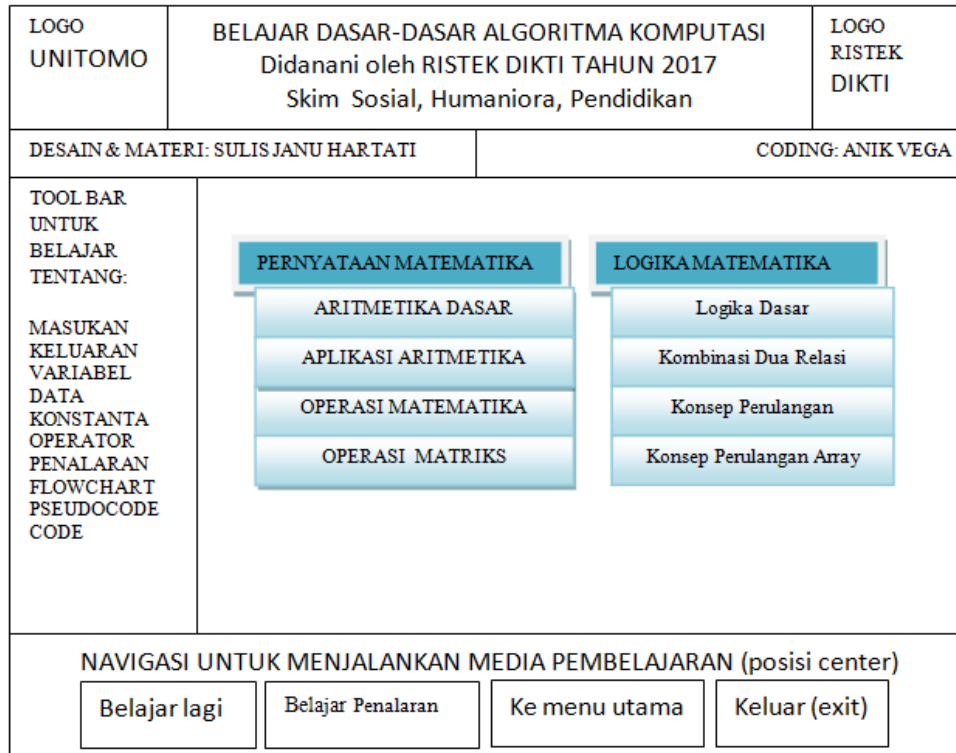 LOGO
UNITOMO
BELAJAR DASAR-DASAR ALGORITMA KOMPUTASI
Didanani oleh RISTEK DIKTI TAHUN 2017
Skim Sosial, Humaniora, Pendidikan
LOGO
RISTEK
DIKTI
DESAIN & MATERI: SULIS JANU HARTATI
CODING: ANIK VEGA
TOOL BAR
UNTUK
BELAJAR
TENTANG:
MASUKAN
KELUARAN
VARIABEL
DATA
KONSTANTA
OPERATOR
PENALARAN
FLOWCHART
PSEUDOCODE
CODE
PERNYATAAN MATEMATIKA
ARITMETIKA DASAR
APLIKASI ARITMETIKA
OPERASI MATEMATIKA
OPERASI MATRIKS
LOGIKA MATEMATIKA
Logika Dasar
Kombinasi Dua Relasi
Konsep Perulangan
Konsep Perulangan Array
NAVIGASI UNTUK MENJALANKAN MEDIA PEMBELAJARAN (posisi center)
Belajar lagi
Belajar Penalaran
Ke menu utama
Keluar (exit)